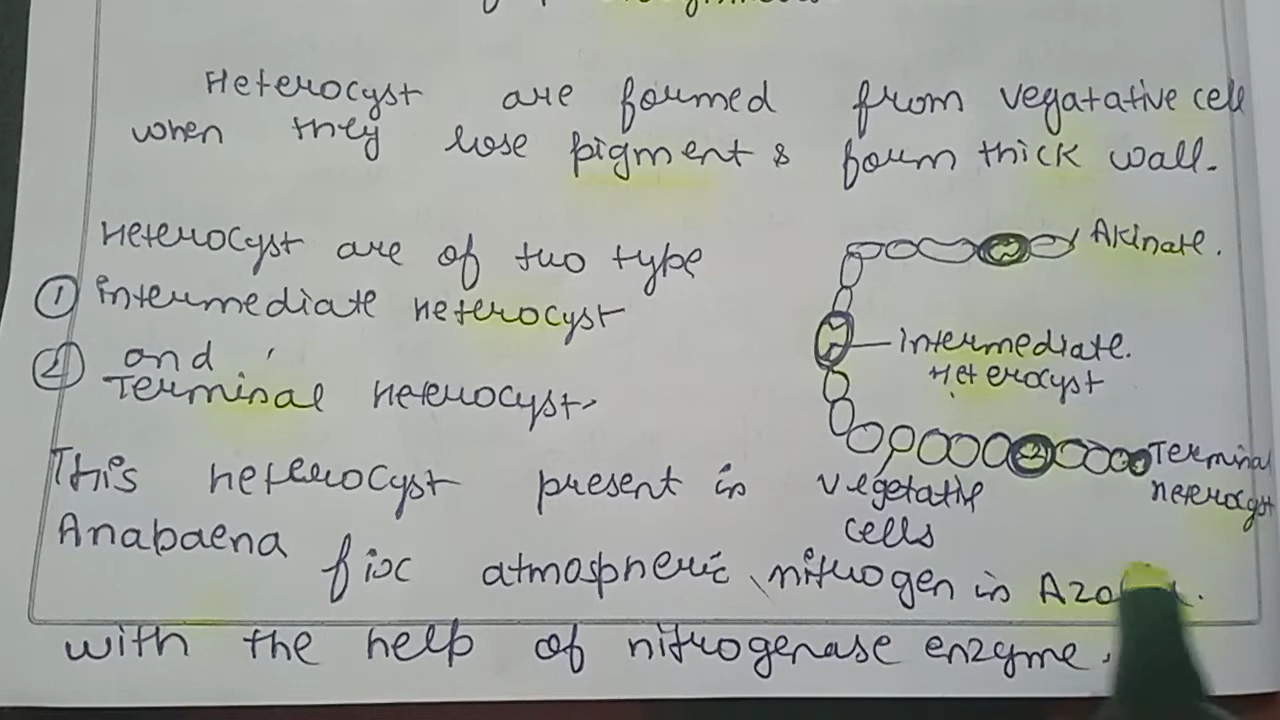 Heterocyst are formed from vegatative cell
when they lose pigment & form thick wall.
Heterocyst are of two type
① intermediate heterocyst
and
② Terminal heterocyst.
Akinate.
intermediate.
Heterocyst
Terminal
heterocyst
vegetative
cells
This heterocyst present in
Anabaena fix atmospheric nitrogen in
with the help of nitrogenase enzyme.